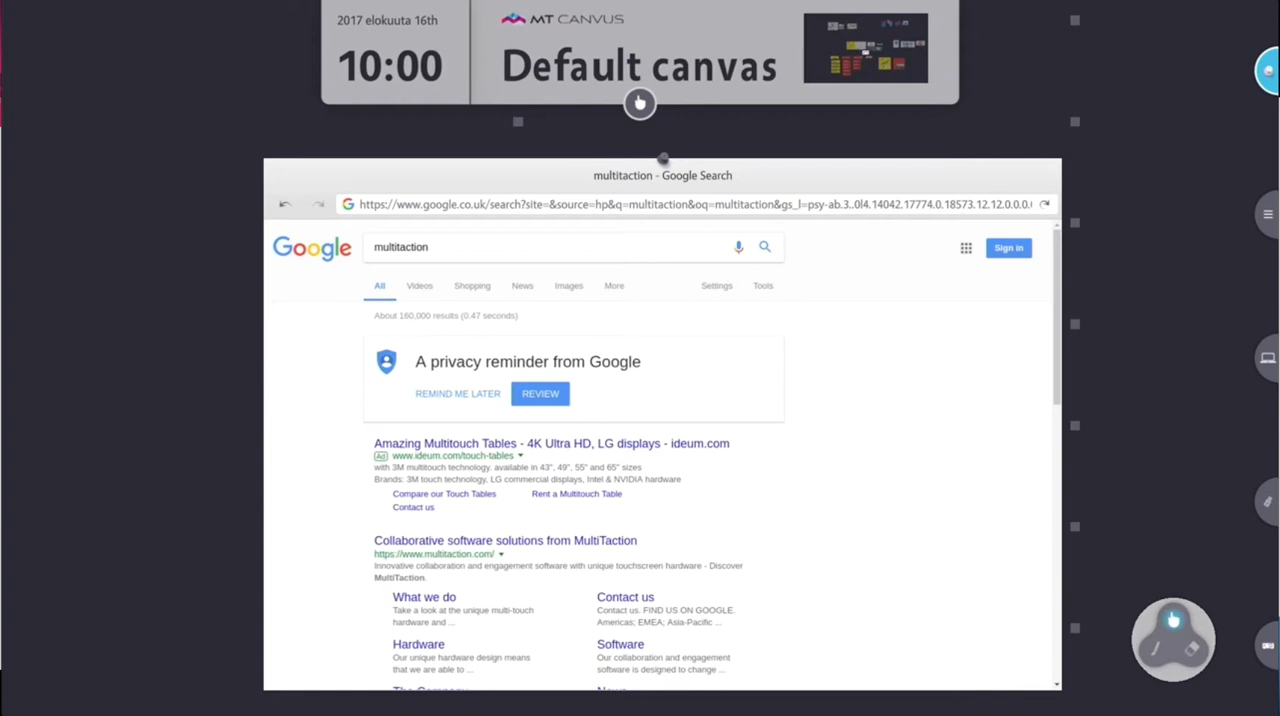 2017 elokuuta 16th
MT CANVUS
10:00
Default canvas
multitaction - Google Search
https://www.google.co.uk/search?site=&source=hp&q=multitaction&oq=multitaction&gs_l=psy-ab.3..0l4.14042.17774.0.18573.12.12.0.0.0.
Google
multitaction
Sign in
All Videos Shopping News Images More Settings Tools
About 160,000 results (0.47 seconds)
A privacy reminder from Google
REMIND ME LATER REVIEW
Amazing Multitouch Tables - 4K Ultra HD, LG displays - ideum.com
Ad www.ideum.com/touch-tables
with 3M multitouch technology. available in 43", 49", 55" and 65" sizes
Brands: 3M touch technology, LG commercial displays, Intel & NVIDIA hardware
Compare our Touch Tables Rent a Multitouch Table
Contact us
Collaborative software solutions from MultiTaction
https://www.multitaction.com/
Innovative collaboration and engagement software with unique touchscreen hardware - Discover
MultiTaction.
What we do
Take a look at the unique multi-touch
hardware and ...
Contact us
Contact us. FIND US ON GOOGLE.
Americas; EMEA; Asia-Pacific ...
Hardware
Our unique hardware design means
that we are able to ...
Software
Our collaboration and engagement
software is designed to change ...